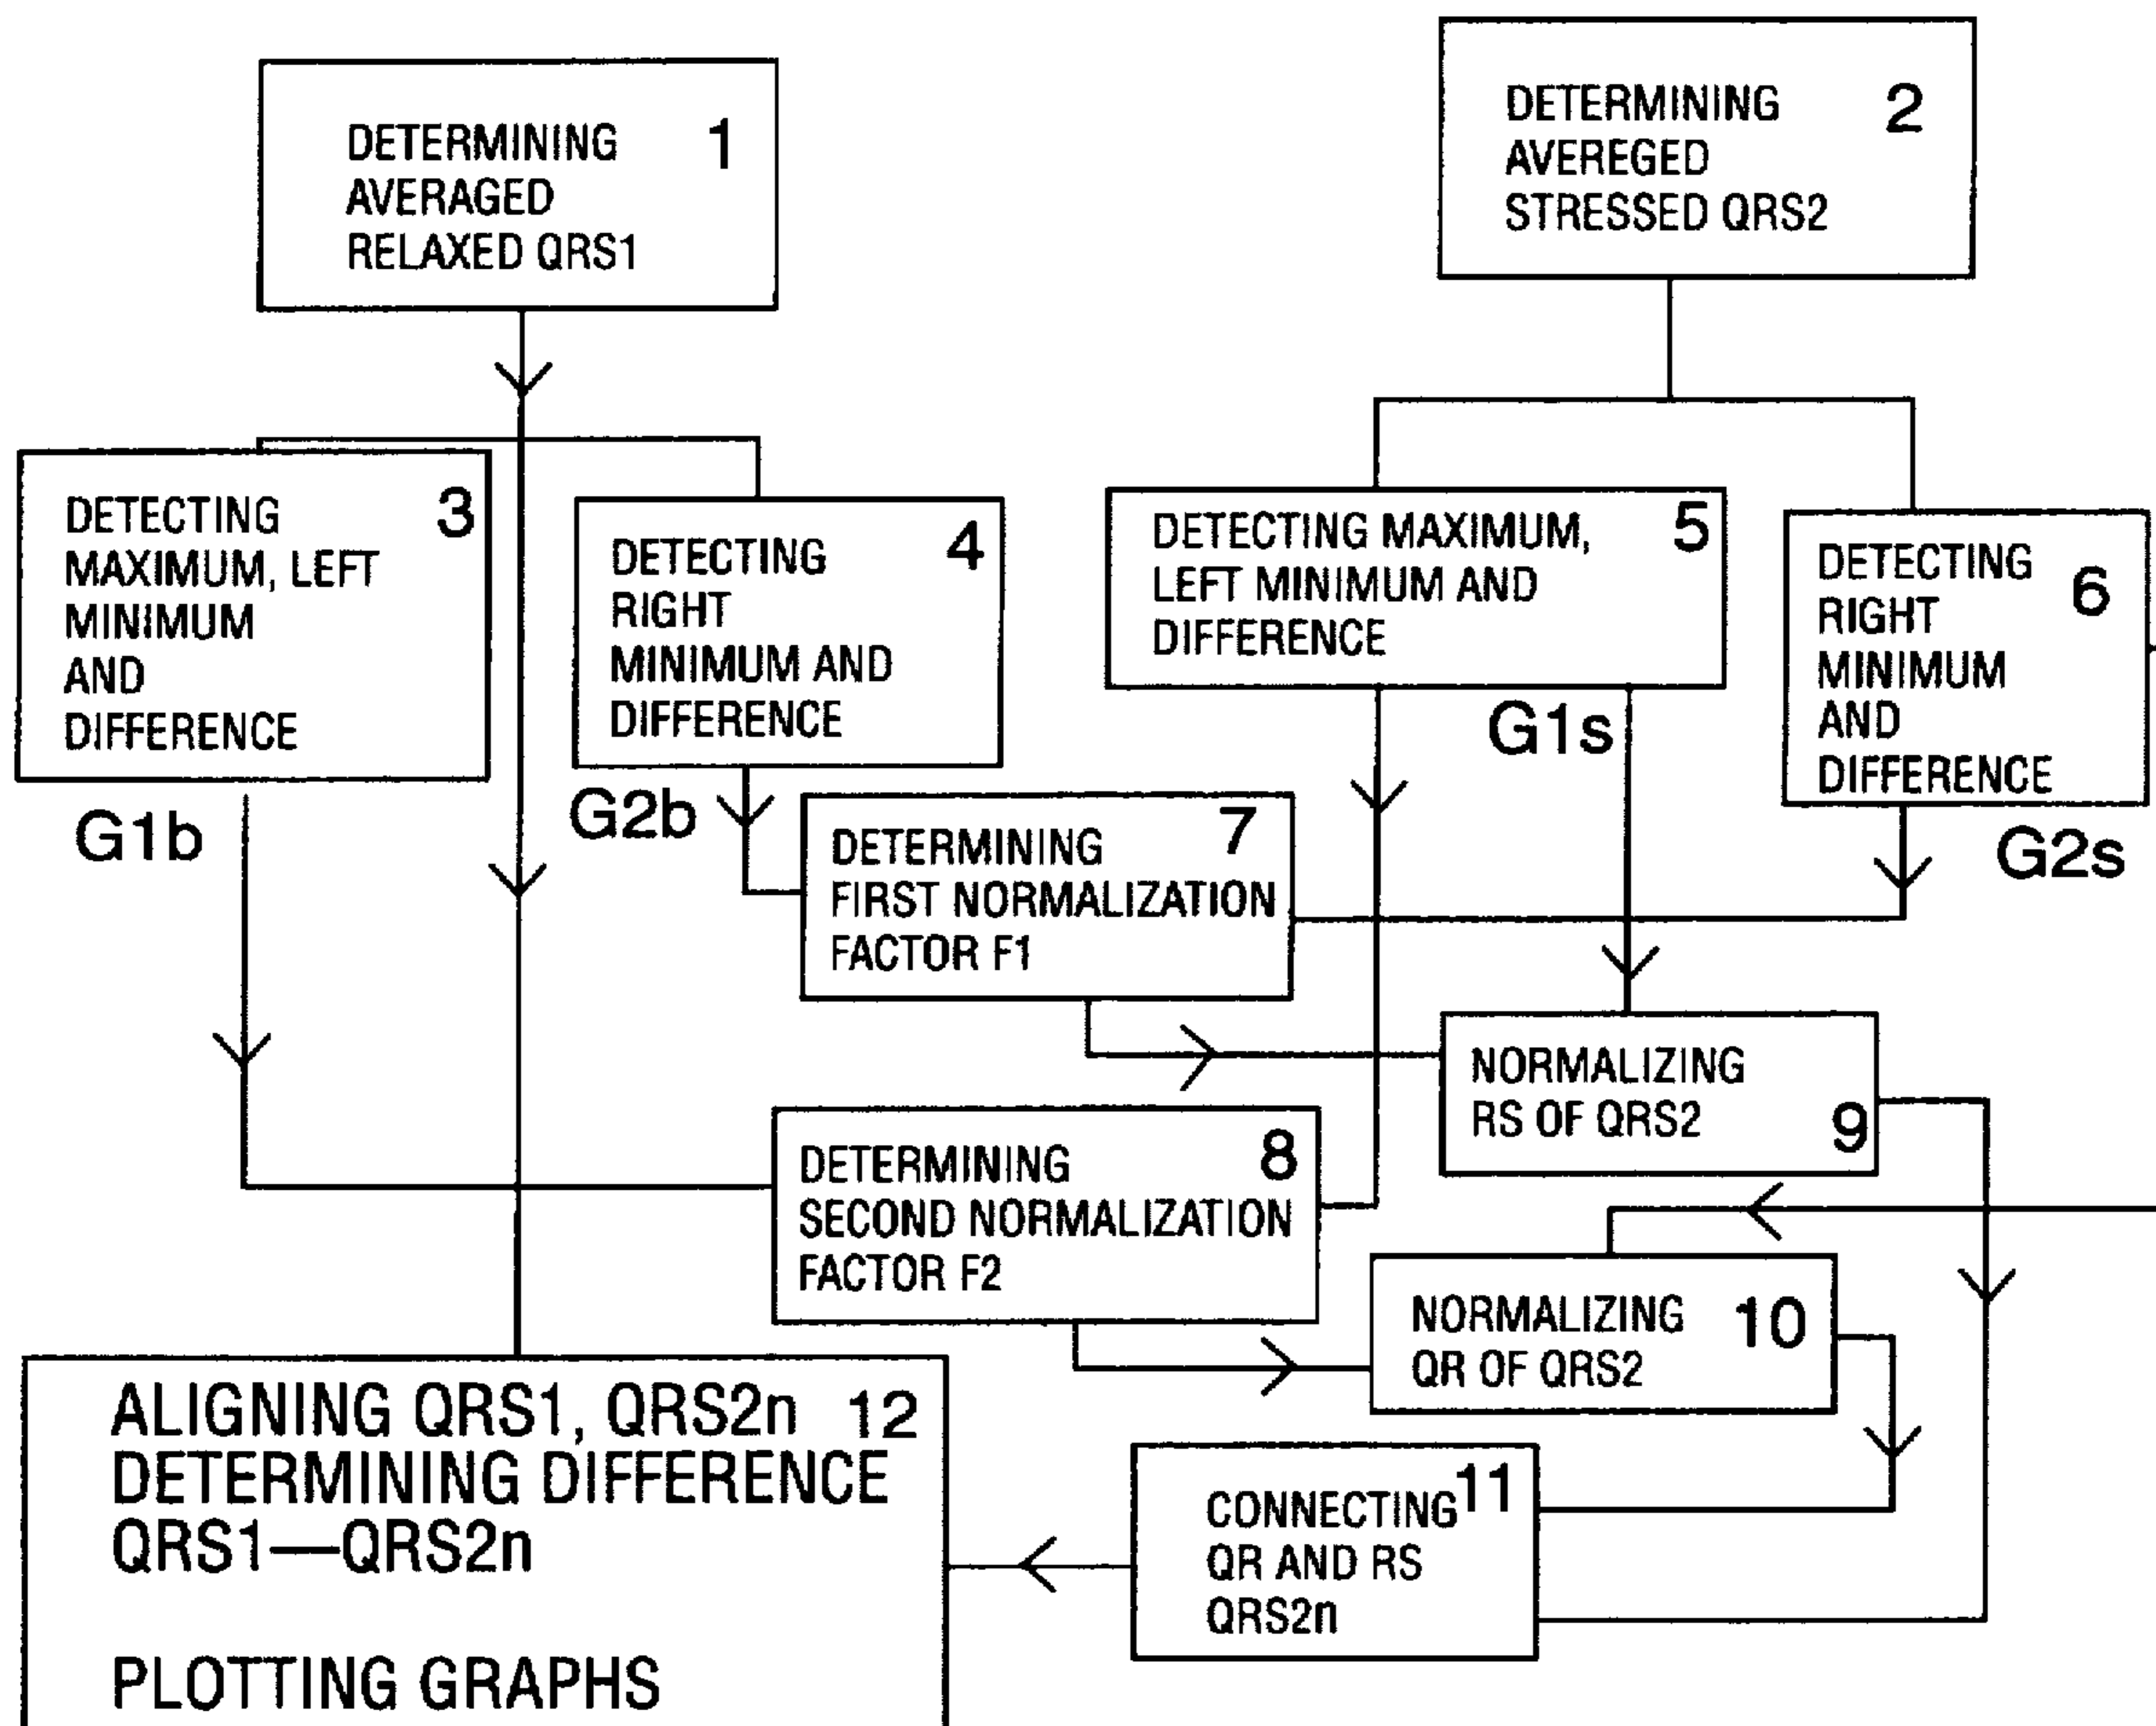 DETERMINING 1
AVERAGED
RELAXED QRS1
DETERMINING 2
AVEREGED
STRESSED QRS2
DETECTING 3
MAXIMUM, LEFT
MINIMUM
AND
DIFFERENCE
DETECTING 4
RIGHT
MINIMUM AND
DIFFERENCE
DETECTING MAXIMUM, 5
LEFT MINIMUM AND
DIFFERENCE
DETECTING
RIGHT 6
MINIMUM
AND
DIFFERENCE
G1b
G2b
G1s
G2s
DETERMINING 7
FIRST NORMALIZATION
FACTOR F1
DETERMINING 8
SECOND NORMALIZATION
FACTOR F2
NORMALIZING
RS OF QRS2 9
NORMALIZING 10
QR OF QRS2
CONNECTING 11
QR AND RS
QRS2n
ALIGNING QRS1, QRS2n 12
DETERMINING DIFFERENCE
QRS1—QRS2n
PLOTTING GRAPHS